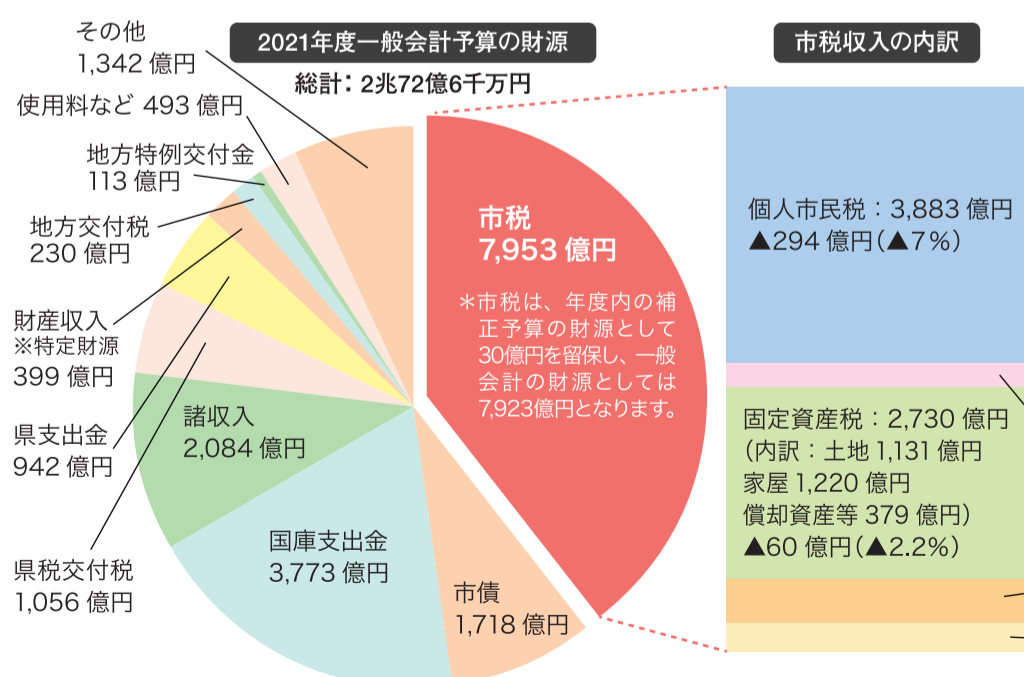 2021年度一般会計予算の財源
総計：2兆72億6千万円
その他
1,342 億円
使用料など 493 億円
地方特例交付金
113 億円
地方交付税
230 億円
財産収入
※特定財源
399 億円
県支出金
942 億円
県税交付税
1,056 億円
諸収入
2,084 億円
国庫支出金
3,773 億円
市債
1,718 億円
市税
7,953 億円
＊市税は、年度内の補
正予算の財源として
30億円を留保し、一般
会計の財源としては
7,923億円となります。
市税収入の内訳
個人市民税：3,883 億円
▲294 億円（▲7％）
固定資産税：2,730 億円
（内訳：土地 1,131 億円
家屋 1,220 億円
償却資産等 379 億円）
▲60 億円（▲2.2％）